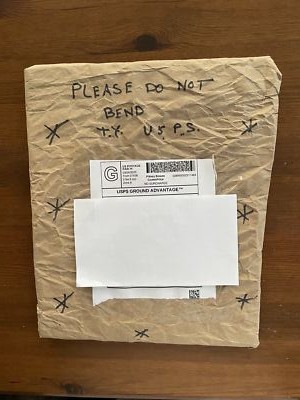 PLEASE DO NOT
BEND
T.Y. U.S.P.S.
G
USPS GROUND ADVANTAGE™